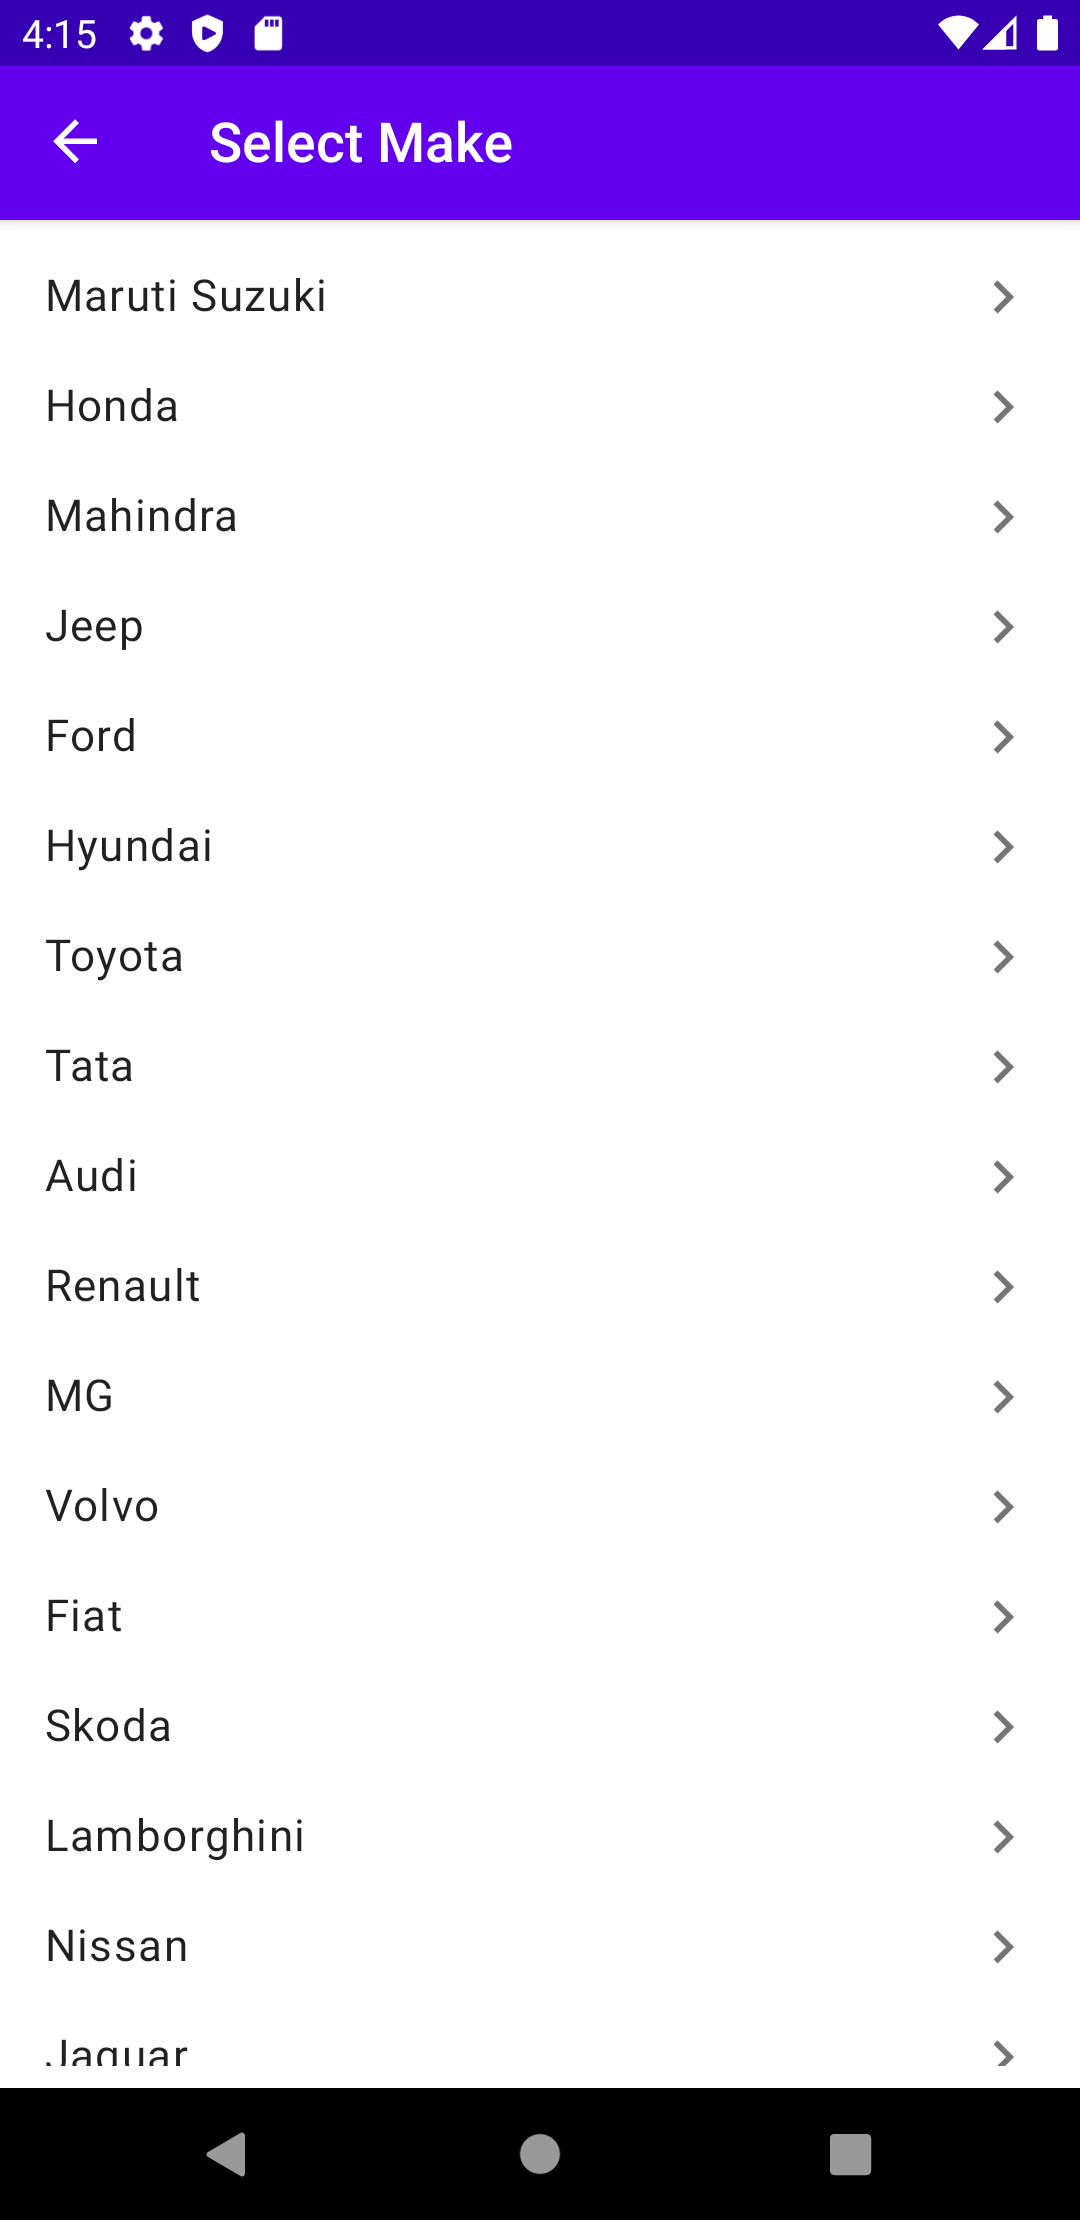 4:15
Select Make
Maruti Suzuki
Honda
Mahindra
Jeep
Ford
Hyundai
Toyota
Tata
Audi
Renault
MG
Volvo
Fiat
Skoda
Lamborghini
Nissan
Jaguar